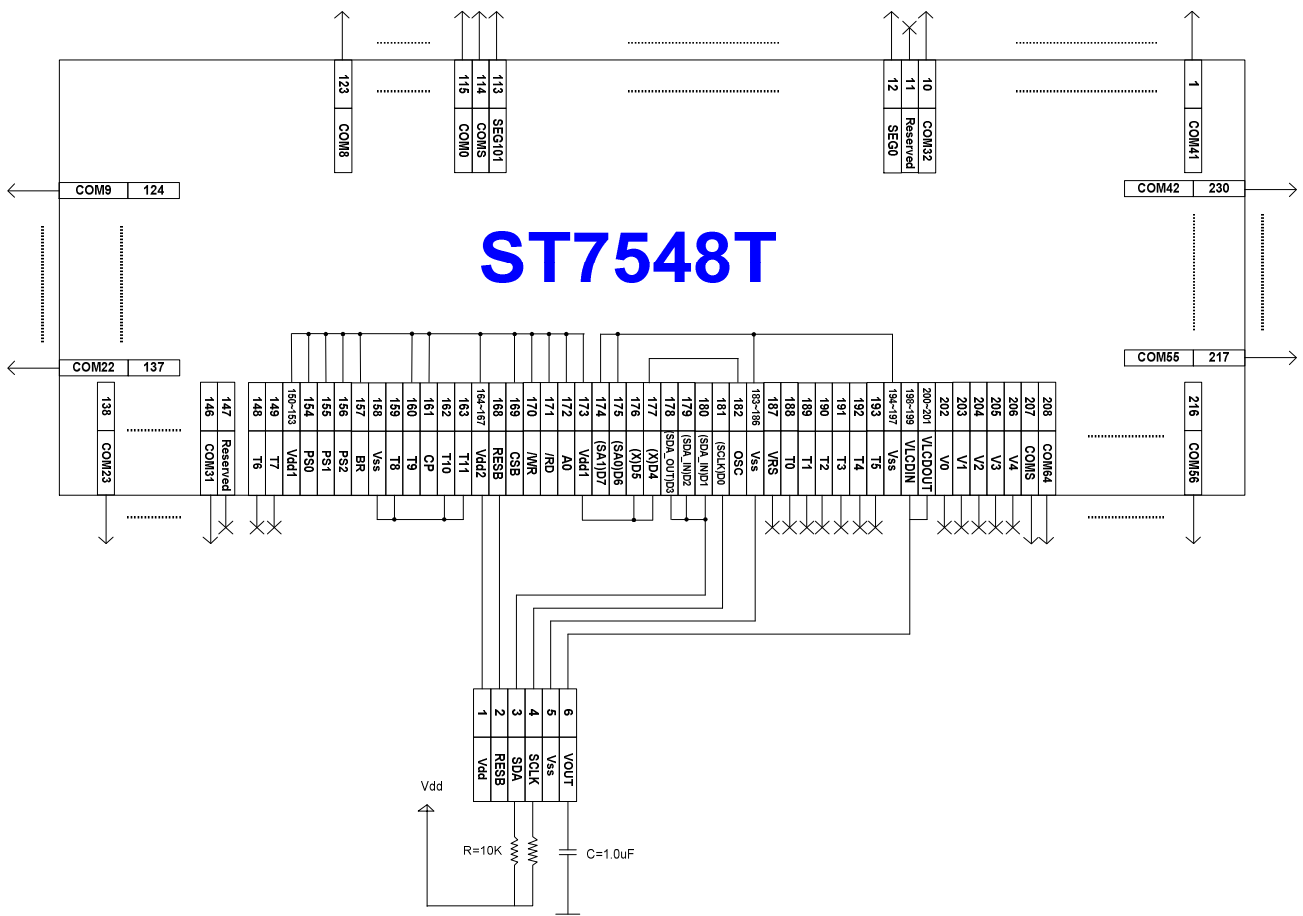 123 COM8
115 COM0
114 COMS
113 SEG101
12 SEG0
11 Reserved
10 COM32
1 COM41
COM9 124
COM42 230
ST7548T
COM22 137
COM55 217
138 COM23
146 COM31
147 Reserved
148 T6
149 T7
150~153 Vdd1
154 PS0
155 PS1
156 PS2
157 BR
158 Vss
159 T8
160 T9
161 CP
162 T10
163 T11
164~167 Vdd2
168 RESB
169 CSB
170 /WR
171 /RD
172 A0
173 Vdd1
174 (SA1)D7
175 (SA0)D6
176 (X)D5
177 (X)D4
178 (SDA_OUT)D3
179 (SDA_IN)D2
180 (SDA_IN)D1
181 (SCLK)D0
182 OSC
183~186 Vss
187 VRS
188 T0
189 T1
190 T2
191 T3
192 T4
193 T5
194~197 Vss
198~199 VLCDIN
200~201 VLCDOUT
202 V0
203 V1
204 V2
205 V3
206 V4
207 COMS
208 COM64
216 COM56
1 Vdd
2 RESB
3 SDA
4 SCLK
5 Vss
6 VOUT
Vdd
R=10K
C=1.0uF